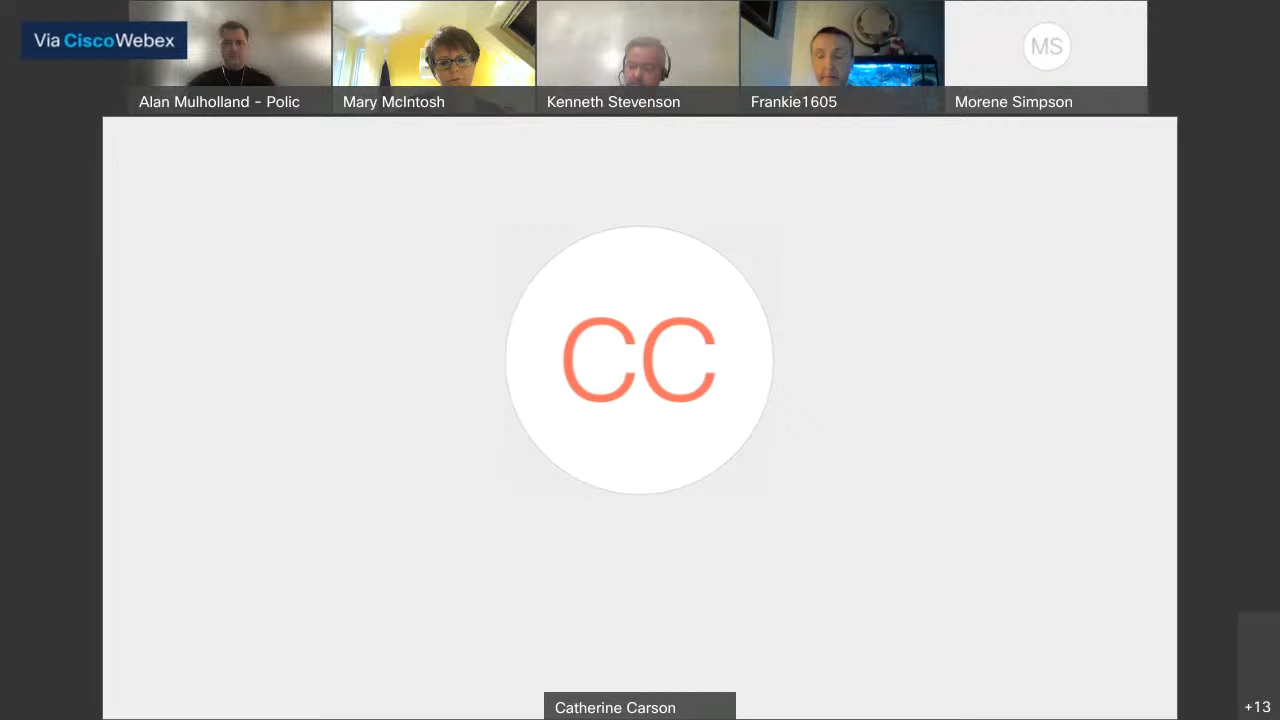 Via CiscoWebex
Alan Mulholland - Polic
Mary McIntosh
Kenneth Stevenson
Frankie1605
MS
Morene Simpson
CC
Catherine Carson
+13